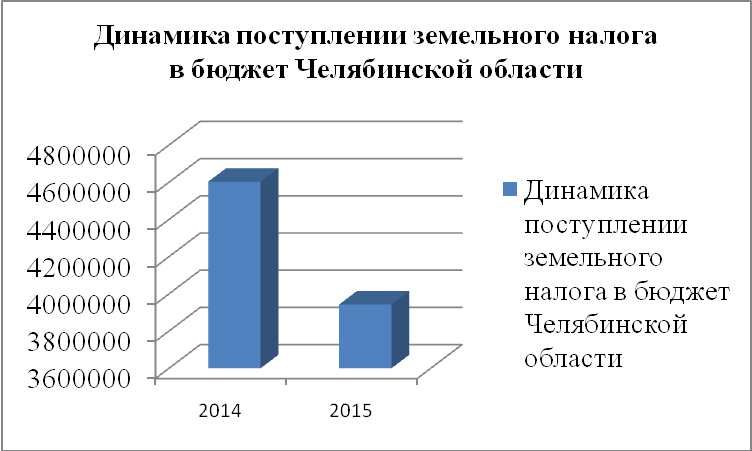 Динамика поступлении земельного налога
в бюджет Челябинской области
4800000
4600000
4400000
4200000
4000000
3800000
3600000
2014
2015
Динамика
поступлении
земельного
налога в бюджет
Челябинской
области